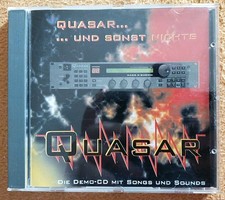 Quasar...
... und sonst nichts
Quasar
Die Demo-CD mit Songs und Sounds